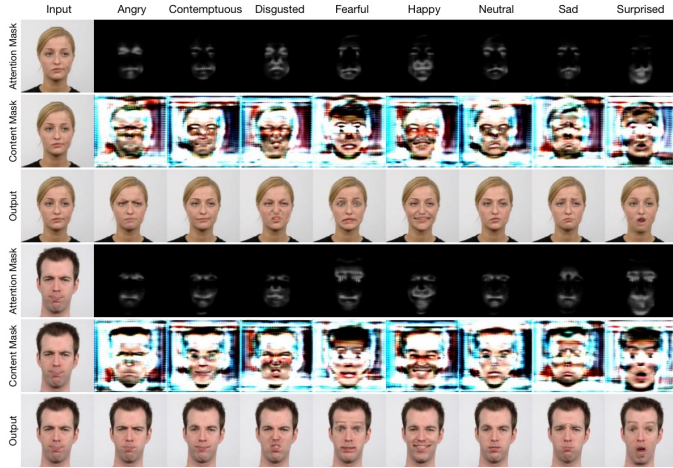 Input Angry Contemptuous Disgusted Fearful Happy Neutral Sad Surprised
Attention Mask
Content Mask
Output
Attention Mask
Content Mask
Output